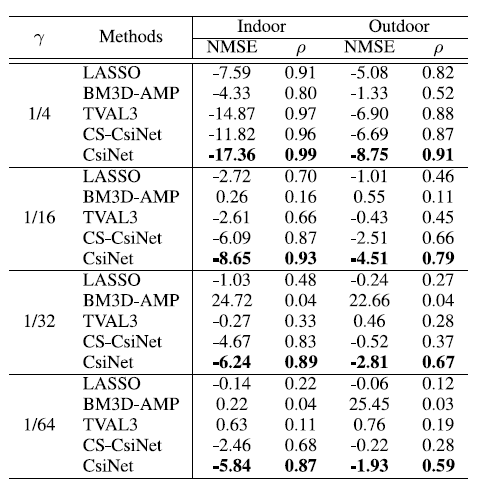 γ Methods Indoor Outdoor
NMSE ρ NMSE ρ
LASSO -7.59 0.91 -5.08 0.82
BM3D-AMP -4.33 0.80 -1.33 0.52
1/4 TVAL3 -14.87 0.97 -6.90 0.88
CS-CsiNet -11.82 0.96 -6.69 0.87
CsiNet -17.36 0.99 -8.75 0.91
LASSO -2.72 0.70 -1.01 0.46
BM3D-AMP 0.26 0.16 0.55 0.11
1/16 TVAL3 -2.61 0.66 -0.43 0.45
CS-CsiNet -6.09 0.87 -2.51 0.66
CsiNet -8.65 0.93 -4.51 0.79
LASSO -1.03 0.48 -0.24 0.27
BM3D-AMP 24.72 0.04 22.66 0.04
1/32 TVAL3 -0.27 0.33 0.46 0.28
CS-CsiNet -4.67 0.83 -0.52 0.37
CsiNet -6.24 0.89 -2.81 0.67
LASSO -0.14 0.22 -0.06 0.12
BM3D-AMP 0.22 0.04 25.45 0.03
1/64 TVAL3 0.63 0.11 0.76 0.19
CS-CsiNet -2.46 0.68 -0.22 0.28
CsiNet -5.84 0.87 -1.93 0.59